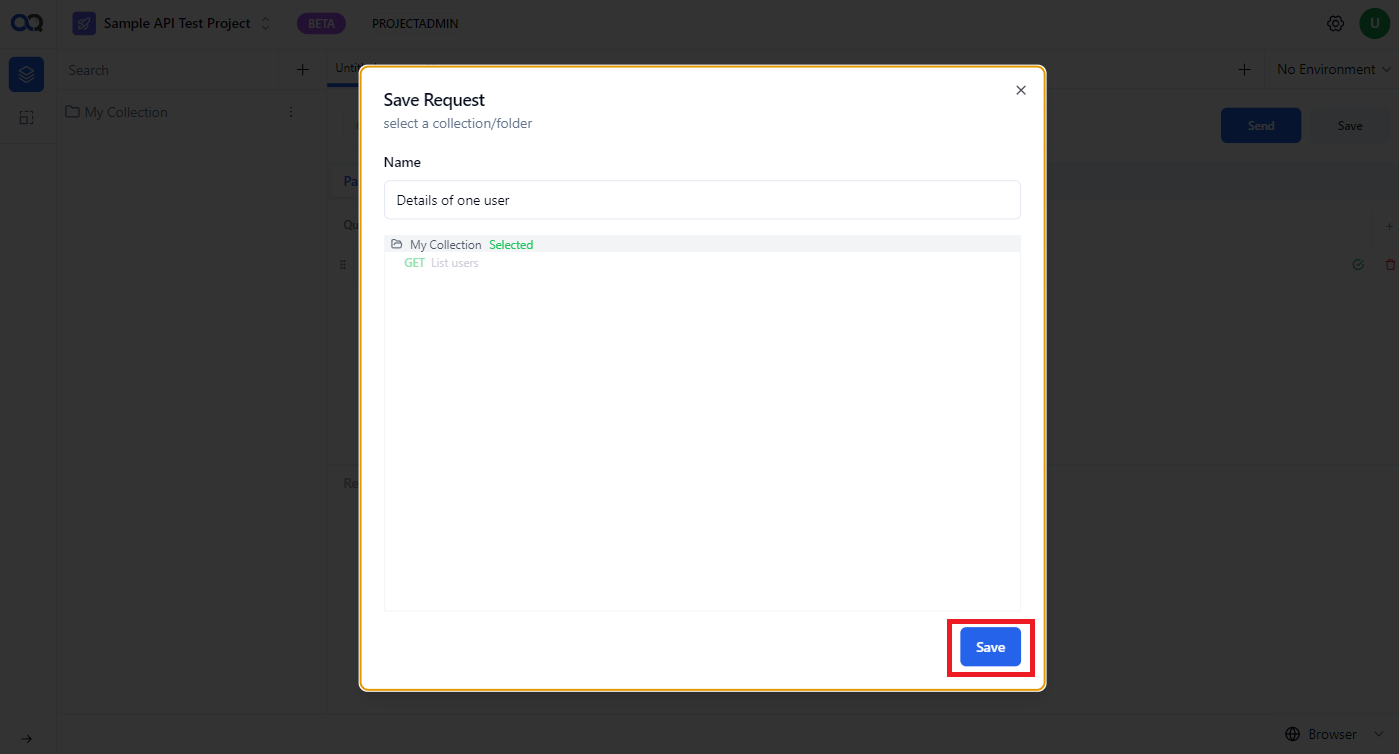 Sample API Test Project
BETA
PROJECTADMIN
U
Search
Untitl
No Environment
My Collection
Send
Save
Pa
Qu
Re
Save Request
select a collection/folder
Name
Details of one user
My Collection Selected
GET List users
Save
Browser